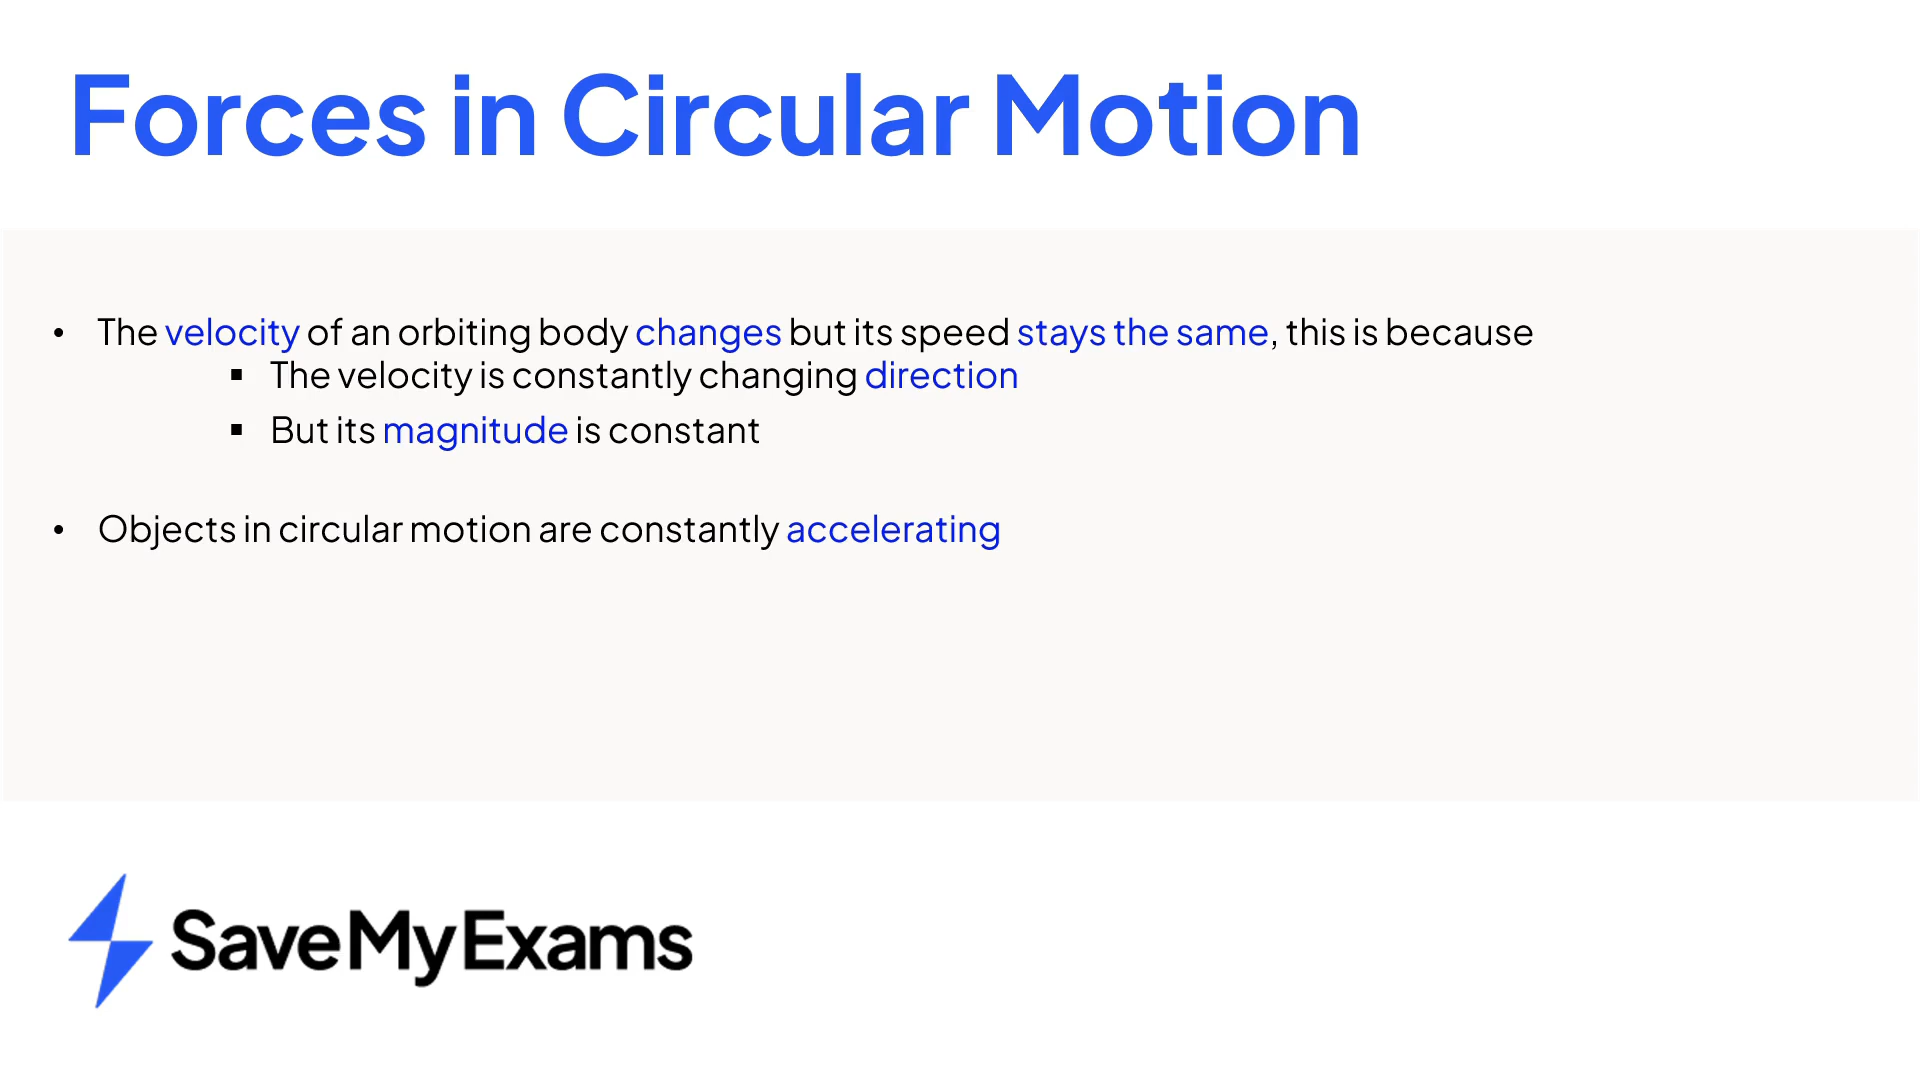 Forces in Circular Motion
• The velocity of an orbiting body changes but its speed stays the same, this is because
▪ The velocity is constantly changing direction
▪ But its magnitude is constant
• Objects in circular motion are constantly accelerating
SaveMyExams